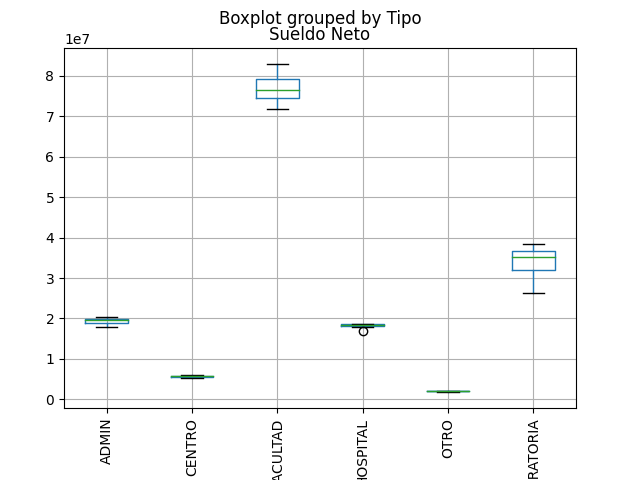 Boxplot grouped by Tipo
Sueldo Neto
1e7
8
7
6
5
4
3
2
1
0
ADMIN
CENTRO
ACULTAD
HOSPITAL
OTRO
RATORIA